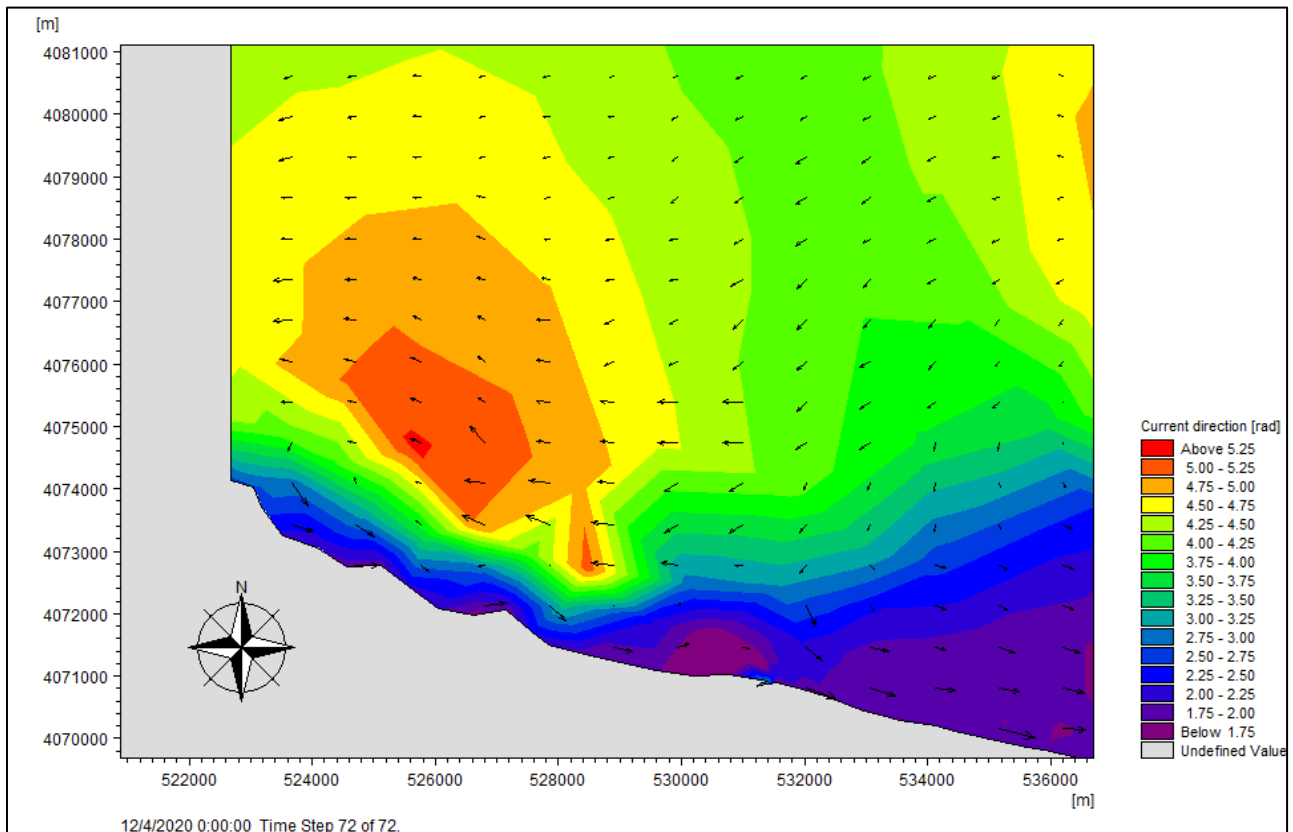 [m]
4081000
4080000
4079000
4078000
4077000
4076000
4075000
4074000
4073000
4072000
4071000
4070000
N
522000 524000 526000 528000 530000 532000 534000 536000
[m]
12/4/2020 0:00:00 Time Step 72 of 72.
Current direction [rad]
Above 5.25
5.00 - 5.25
4.75 - 5.00
4.50 - 4.75
4.25 - 4.50
4.00 - 4.25
3.75 - 4.00
3.50 - 3.75
3.25 - 3.50
3.00 - 3.25
2.75 - 3.00
2.50 - 2.75
2.25 - 2.50
2.00 - 2.25
1.75 - 2.00
Below 1.75
Undefined Value